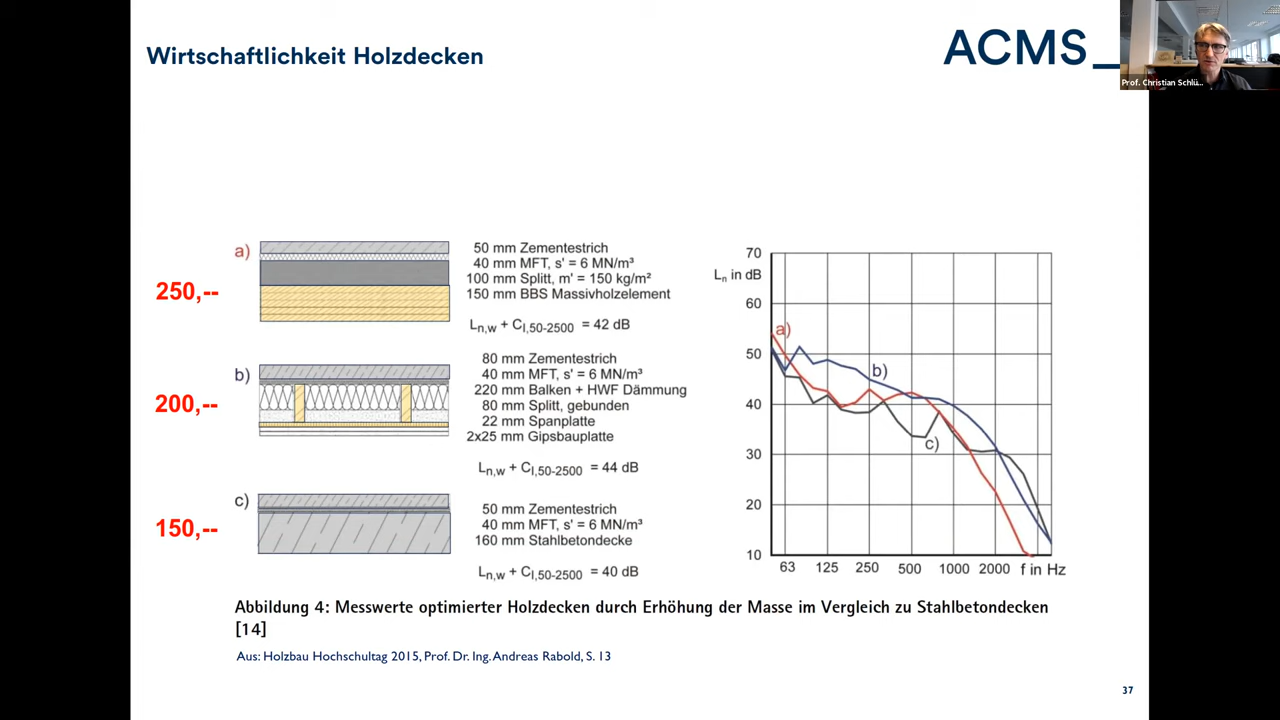 Wirtschaftlichkeit Holzdecken
ACMS_
Prof. Christian Schlü...
a)
250,--
50 mm Zementestrich
40 mm MFT, s' = 6 MN/m³
100 mm Splitt, m' = 150 kg/m²
150 mm BBS Massivholzelement
Ln,w + CI,50-2500 = 42 dB
b)
200,--
80 mm Zementestrich
40 mm MFT, s' = 6 MN/m³
220 mm Balken + HWF Dämmung
80 mm Splitt, gebunden
22 mm Spanplatte
2x25 mm Gipsbauplatte
Ln,w + CI,50-2500 = 44 dB
c)
150,--
50 mm Zementestrich
40 mm MFT, s' = 6 MN/m³
160 mm Stahlbetondecke
Ln,w + CI,50-2500 = 40 dB
70
Ln in dB
60
50
40
30
20
10
a)
b)
c)
63 125 250 500 1000 2000 f in Hz
Abbildung 4: Messwerte optimierter Holzdecken durch Erhöhung der Masse im Vergleich zu Stahlbetondecken
[14]
Aus: Holzbau Hochschultag 2015, Prof. Dr. Ing. Andreas Rabold, S. 13
37